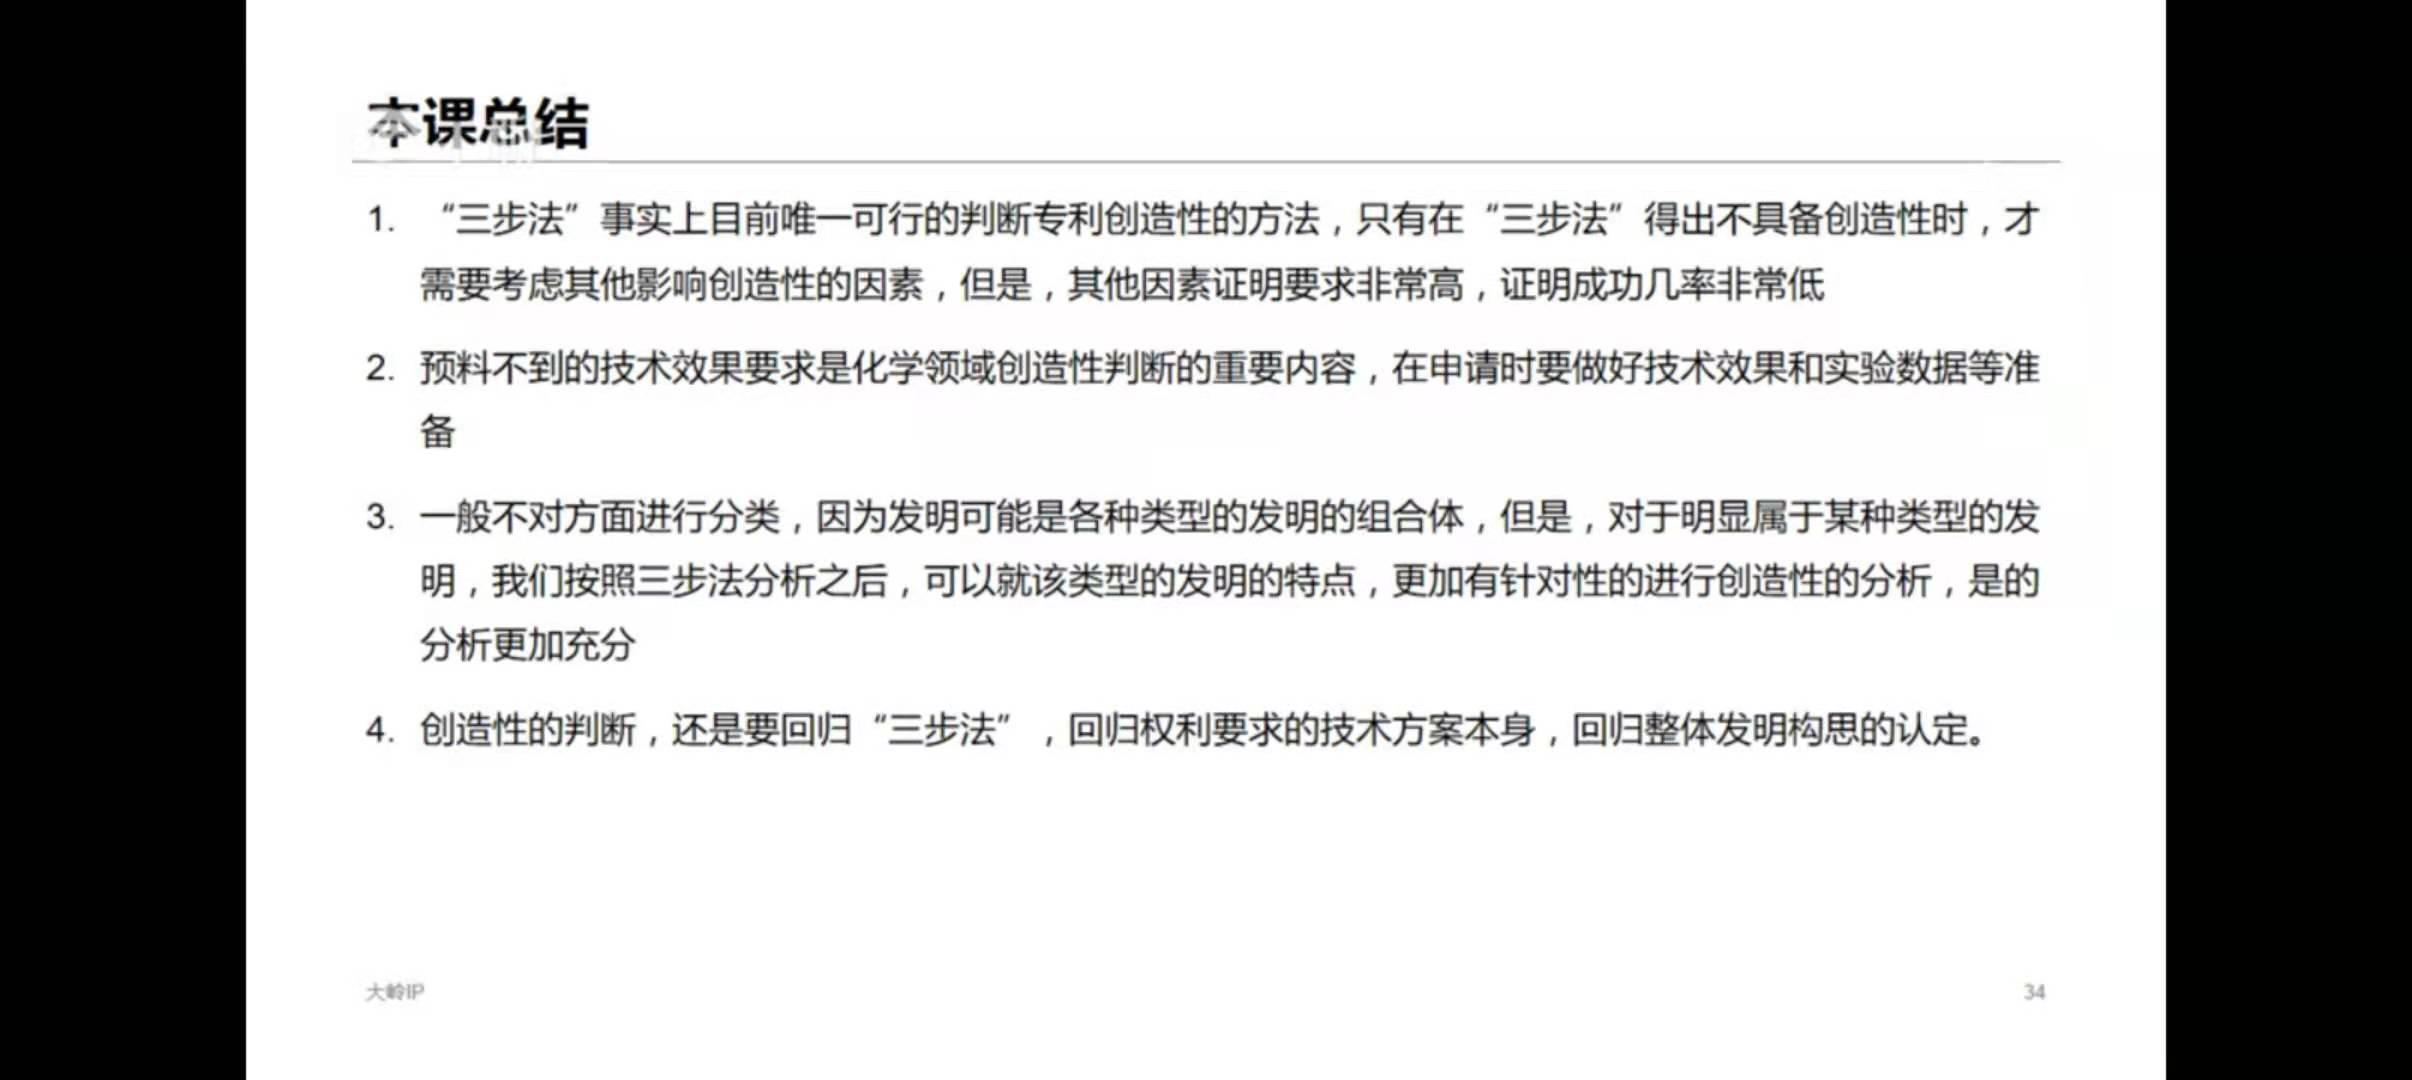 本课总结
1. “三步法”事实上目前唯一可行的判断专利创造性的方法，只有在“三步法”得出不具备创造性时，才
需要考虑其他影响创造性的因素，但是，其他因素证明要求非常高，证明成功几率非常低
2. 预料不到的技术效果要求是化学领域创造性判断的重要内容，在申请时要做好技术效果和实验数据等准
备
3. 一般不对方面进行分类，因为发明可能是各种类型的发明的组合体，但是，对于明显属于某种类型的发
明，我们按照三步法分析之后，可以就该类型的发明的特点，更加有针对性的进行创造性的分析，是的
分析更加充分
4. 创造性的判断，还是要回归“三步法”，回归权利要求的技术方案本身，回归整体发明构思的认定。
大岭IP
34